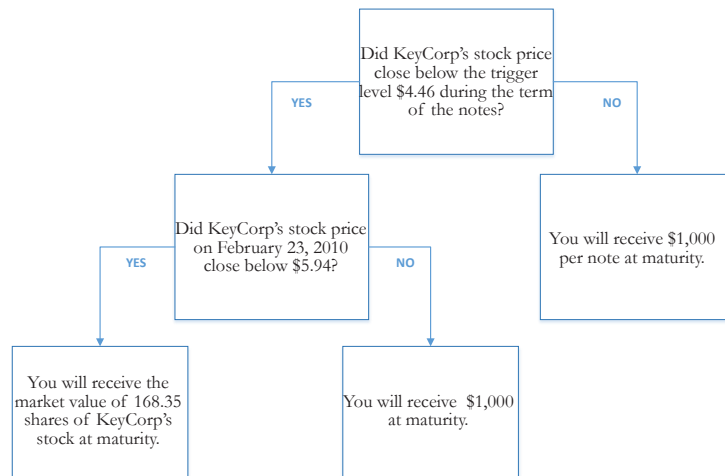 Did KeyCorp's stock price
close below the trigger
level $4.46 during the term
of the notes?
YES
NO
Did KeyCorp's stock price
on February 23, 2010
close below $5.94?
You will receive $1,000
per note at maturity.
YES
NO
You will receive the
market value of 168.35
shares of KeyCorp's
stock at maturity.
You will receive $1,000
at maturity.